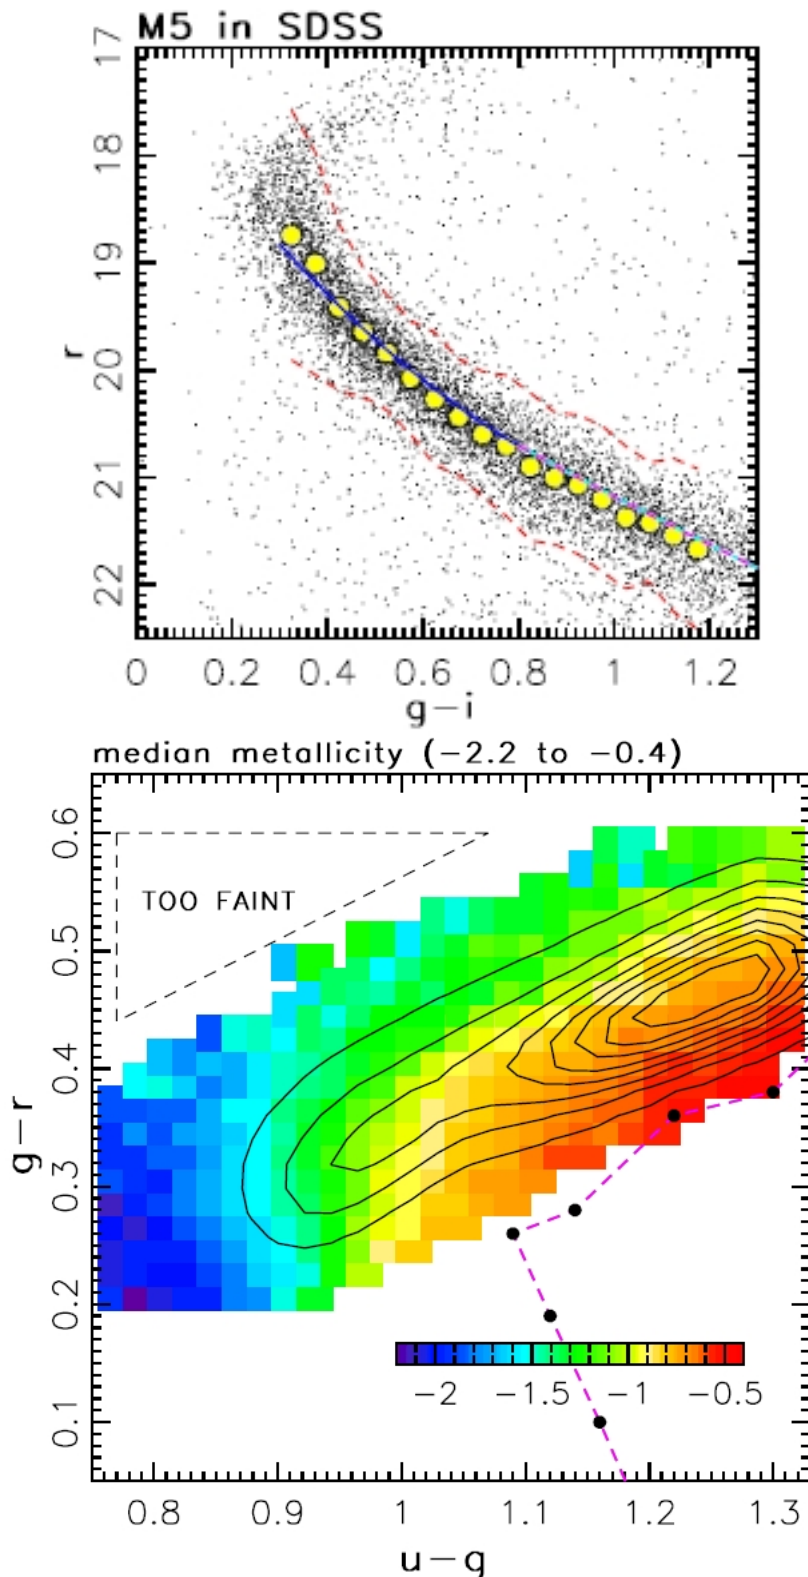 M5 in SDSS
17
18
19
20
21
22
r
0 0.2 0.4 0.6 0.8 1 1.2
g-i
median metallicity (-2.2 to -0.4)
0.6
TOO FAINT
0.5
0.4
g-r
0.3
0.2
-2 -1.5 -1 -0.5
0.1
0.8 0.9 1 1.1 1.2 1.3
u-g